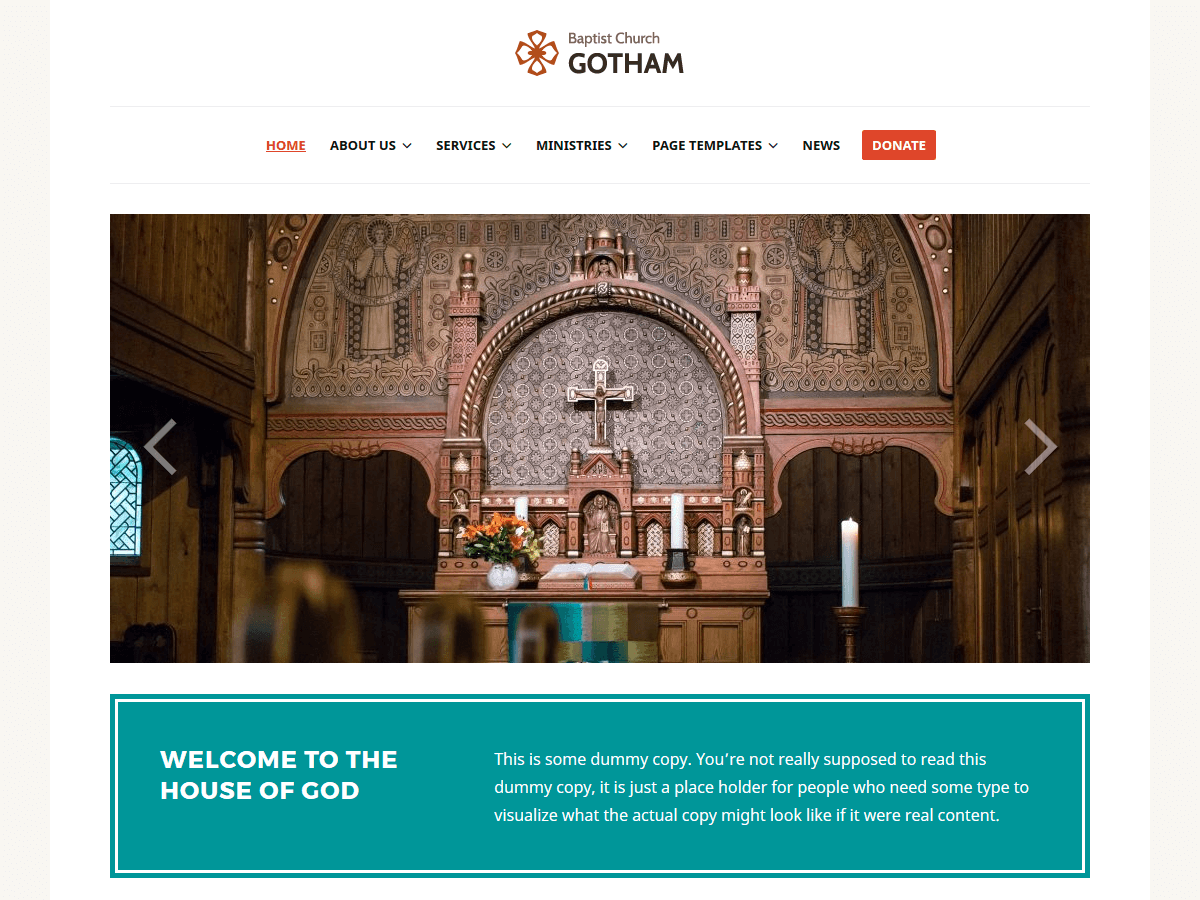 Baptist Church
GOTHAM
HOME ABOUT US SERVICES MINISTRIES PAGE TEMPLATES NEWS DONATE
WELCOME TO THE
HOUSE OF GOD
This is some dummy copy. You’re not really supposed to read this
dummy copy, it is just a place holder for people who need some type to
visualize what the actual copy might look like if it were real content.